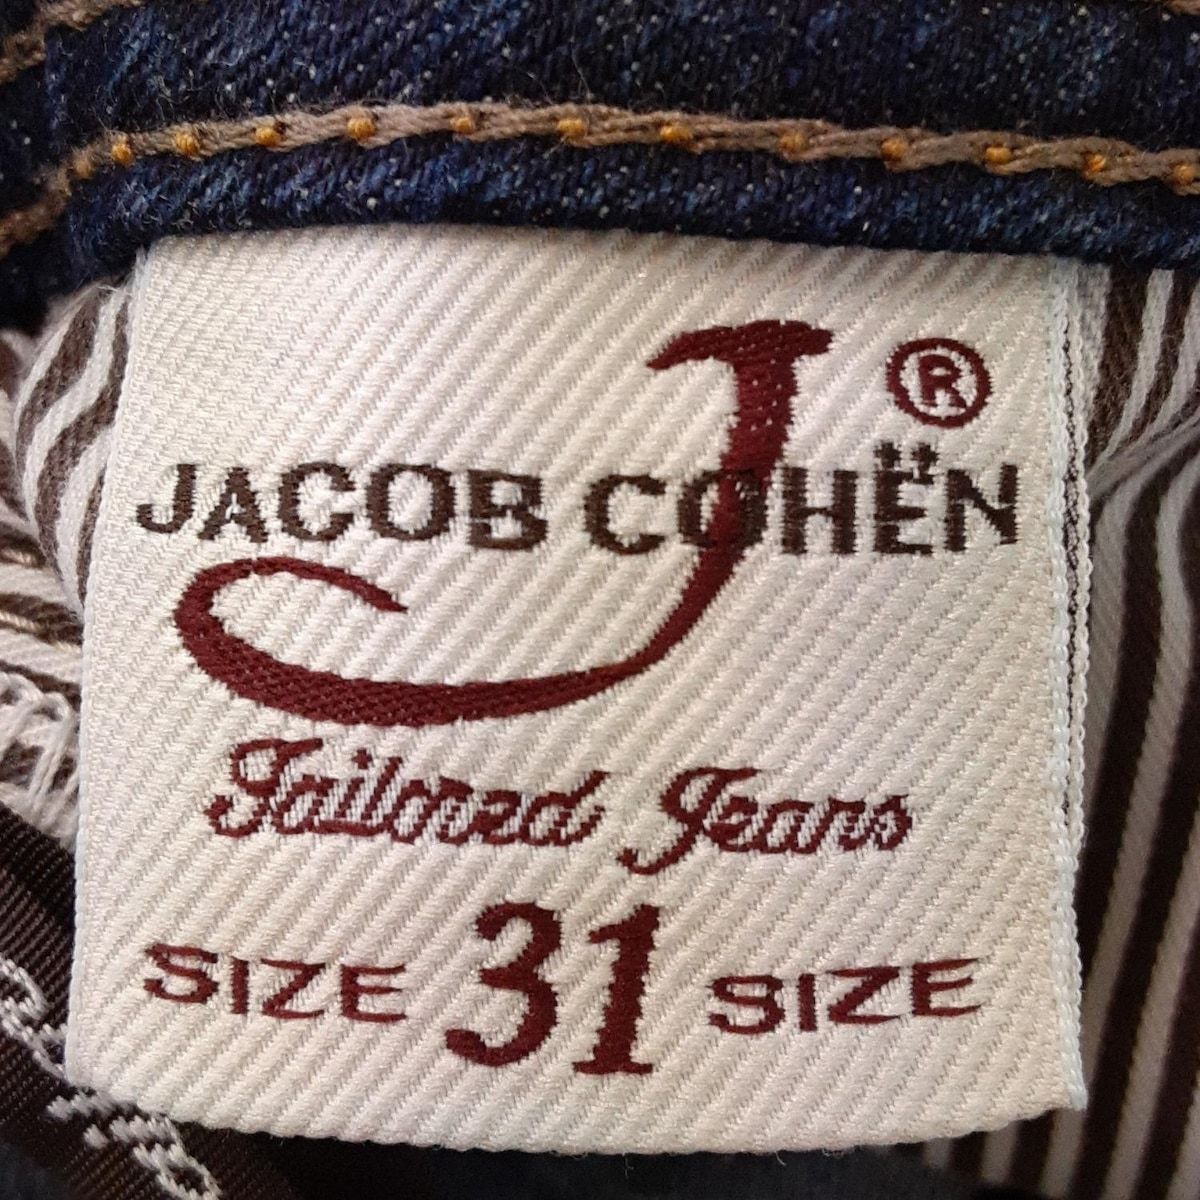 J ®
JACOB COHËN
Tailored Jeans
SIZE 31 SIZE